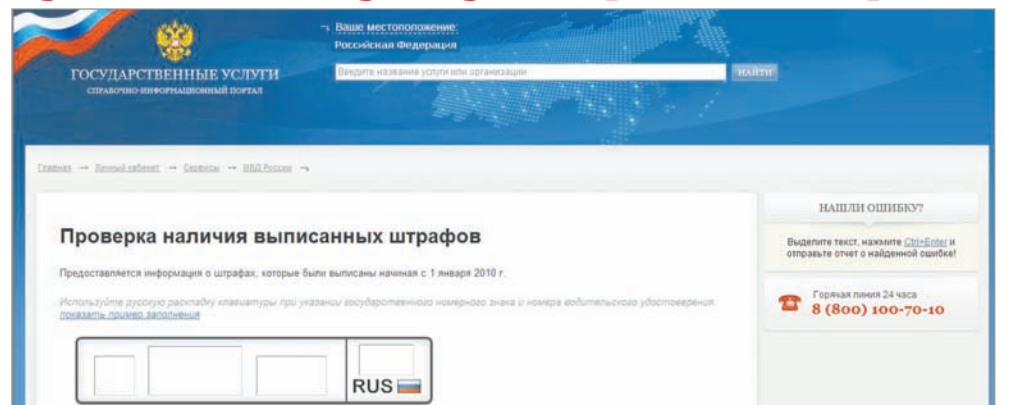 Ваше местоположение:
Российская Федерация
ГОСУДАРСТВЕННЫЕ УСЛУГИ
СПРАВОЧНО-ИНФОРМАЦИОННЫЙ ПОРТАЛ
Введите название услуги или организации
НАЙТИ
Главная → Личный кабинет → Сервисы → МВД России
Проверка наличия выписанных штрафов
Предоставляется информация о штрафах, которые были выписаны начиная с 1 января 2010 г.
Используйте русскую раскладку клавиатуры при указании государственного номерного знака и номера водительского удостоверения.
показать пример заполнения
RUS
НАШЛИ ОШИБКУ?
Выделите текст, нажмите Ctrl+Enter и
отправьте отчет о найденной ошибке!
Горячая линия 24 часа
8 (800) 100-70-10